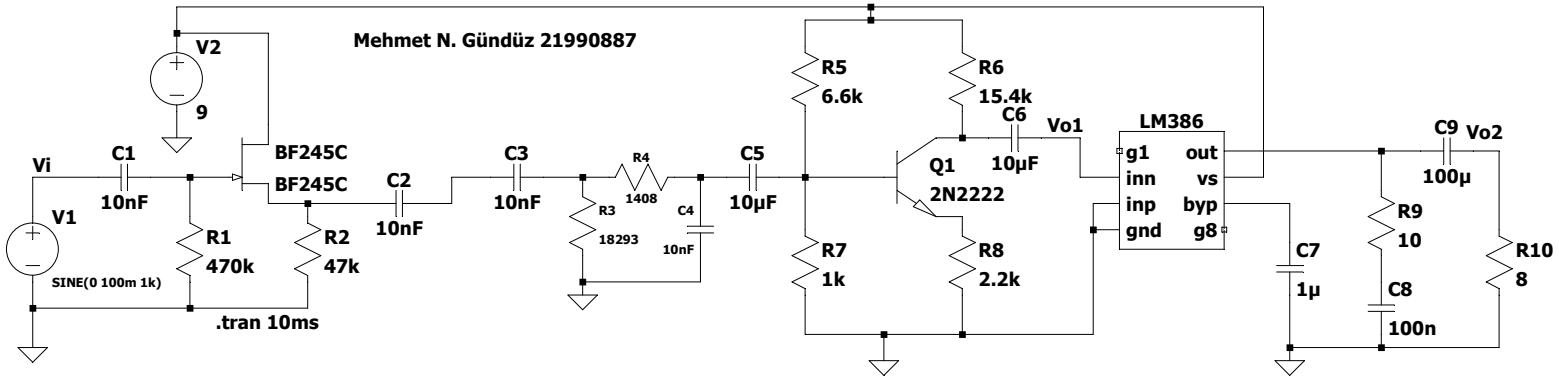 Mehmet N. Gündüz 21990887
V2
9
R5
6.6k
R6
15.4k
C6
10µF
Vo1
LM386
g1
out
inn
vs
inp
byp
gnd
g8
C9
Vo2
100µ
Vi
C1
10nF
BF245C
BF245C
C2
10nF
C3
10nF
R4
1408
C5
10µF
Q1
2N2222
V1
SINE(0 100m 1k)
R1
470k
R2
47k
R3
18293
C4
10nF
R7
1k
R8
2.2k
C7
1µ
R9
10
C8
100n
R10
8
.tran 10ms